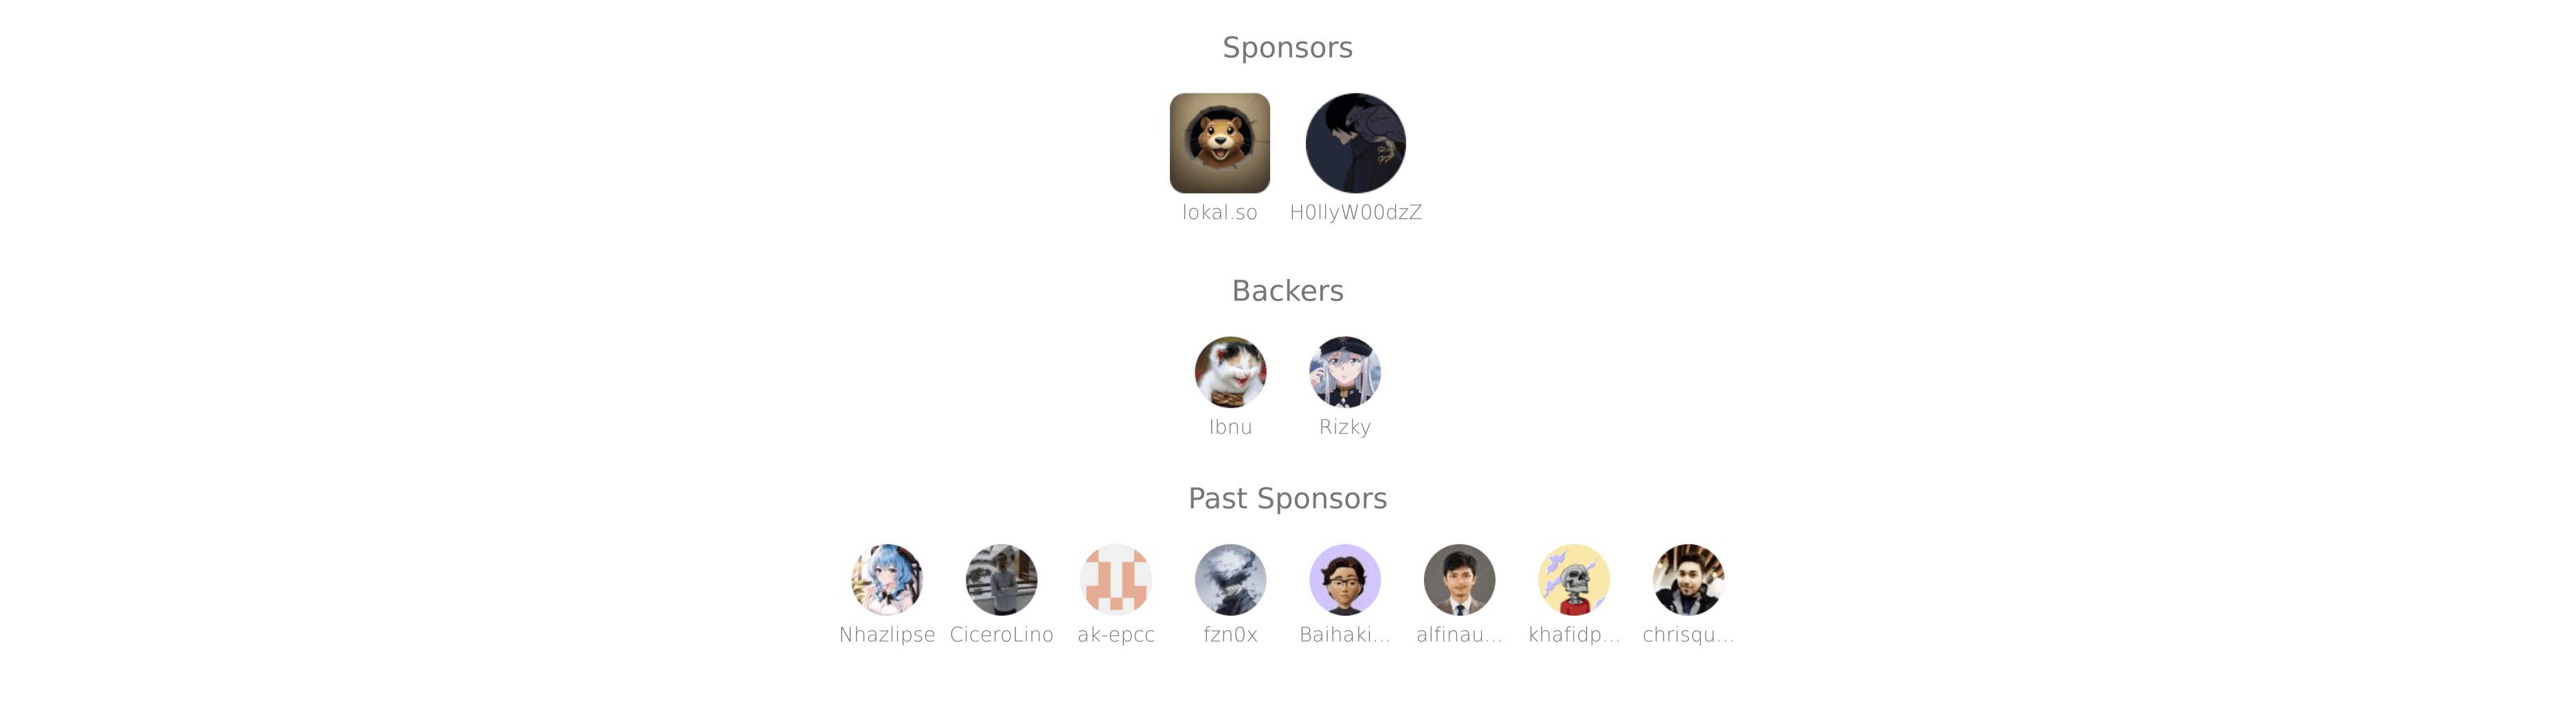 Sponsors
lokal.so H0llyW00dzZ
Backers
Ibnu Rizky
Past Sponsors
Nhazlipse CiceroLino ak-epcc fzn0x Baihaki... alfinau... khafidp... chrisqu...